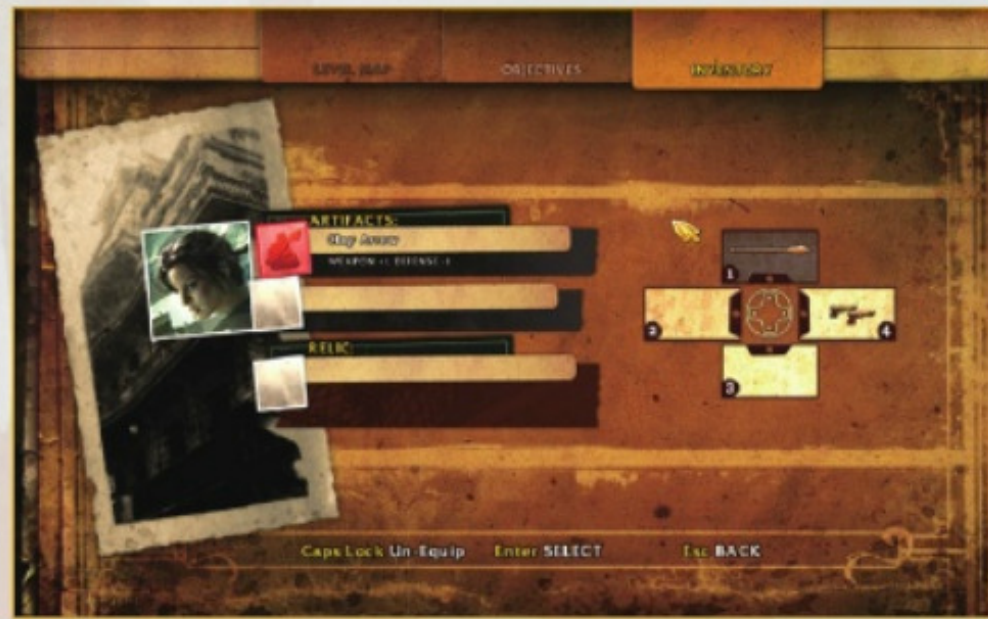 LEVEL MAP
OBJECTIVES
INVENTORY
ARTIFACTS:
Clay Arrow
WEAPON +1 DEFENSE -1
RELIC:
1
2
4
3
Caps Lock Un-Equip Enter SELECT Esc BACK